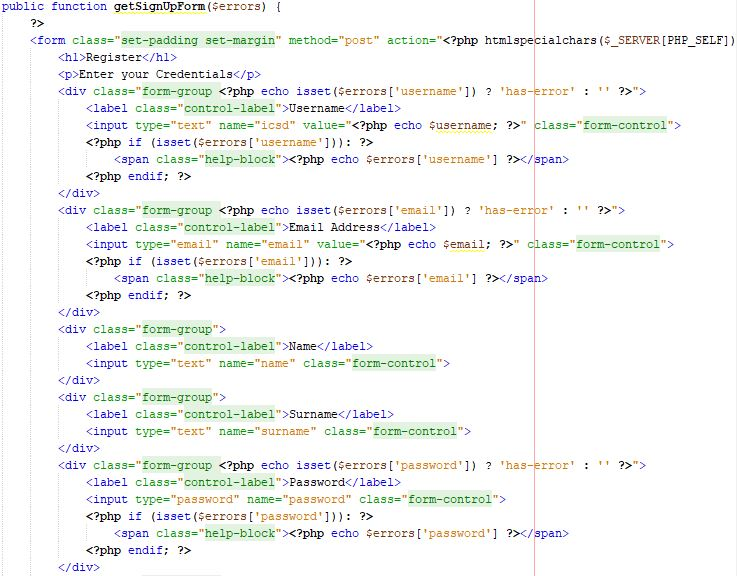 public function getSignUpForm($errors) {
?>
<form class="set-padding set-margin" method="post" action="<?php htmlspecialchars($_SERVER[PHP_SELF])
<h1>Register</h1>
<p>Enter your Credentials</p>
<div class="form-group <?php echo isset($errors['username']) ? 'has-error' : '' ?>">
<label class="control-label">Username</label>
<input type="text" name="icsd" value="<?php echo $username; ?>" class="form-control">
<?php if (isset($errors['username'])): ?>
<span class="help-block"><?php echo $errors['username'] ?></span>
<?php endif; ?>
</div>
<div class="form-group <?php echo isset($errors['email']) ? 'has-error' : '' ?>">
<label class="control-label">Email Address</label>
<input type="email" name="email" value="<?php echo $email; ?>" class="form-control">
<?php if (isset($errors['email'])): ?>
<span class="help-block"><?php echo $errors['email'] ?></span>
<?php endif; ?>
</div>
<div class="form-group">
<label class="control-label">Name</label>
<input type="text" name="name" class="form-control">
</div>
<div class="form-group">
<label class="control-label">Surname</label>
<input type="text" name="surname" class="form-control">
</div>
<div class="form-group <?php echo isset($errors['password']) ? 'has-error' : '' ?>">
<label class="control-label">Password</label>
<input type="password" name="password" class="form-control">
<?php if (isset($errors['password'])): ?>
<span class="help-block"><?php echo $errors['password'] ?></span>
<?php endif; ?>
</div>